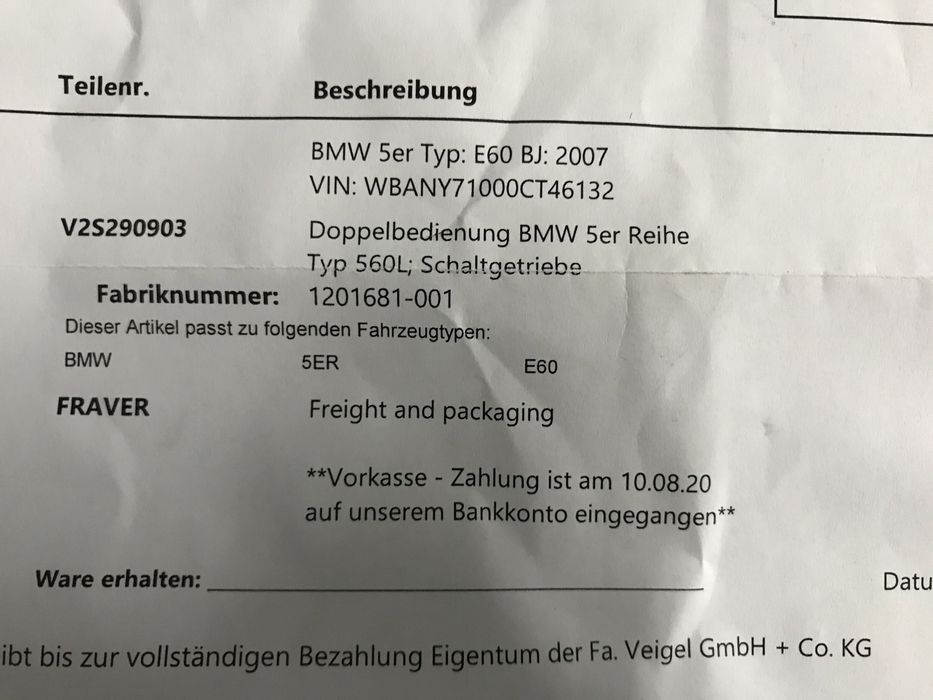 Teilenr. Beschreibung
BMW 5er Typ: E60 BJ: 2007
VIN: WBANY71000CT46132
V2S290903 Doppelbedienung BMW 5er Reihe
Typ 560L; Schaltgetriebe
Fabriknummer: 1201681-001
Dieser Artikel passt zu folgenden Fahrzeugtypen:
BMW 5ER E60
FRAVER Freight and packaging
**Vorkasse - Zahlung ist am 10.08.20
auf unserem Bankkonto eingegangen**
Ware erhalten: Datu
ibt bis zur vollständigen Bezahlung Eigentum der Fa. Veigel GmbH + Co. KG